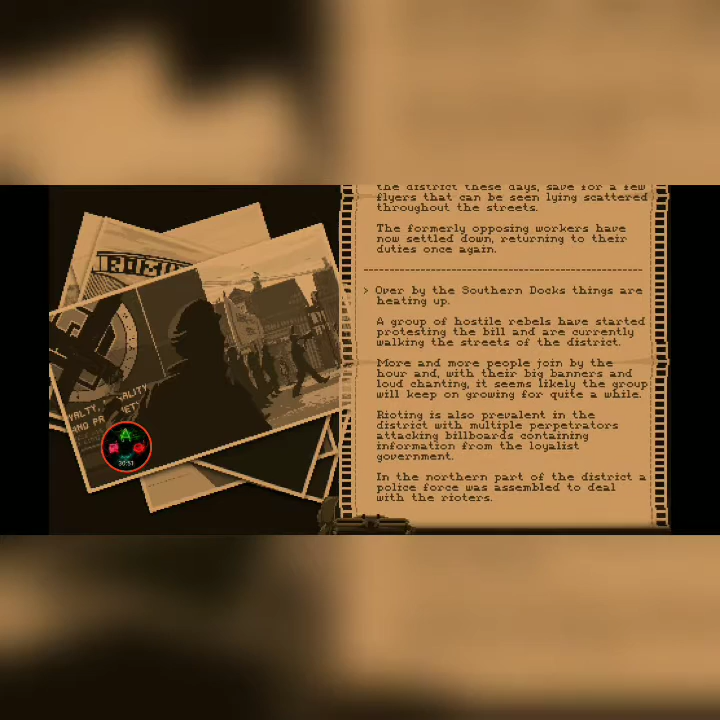 the district these days, save for a few
flyers that can be seen lying scattered
throughout the streets.
The formerly opposing workers have
now settled down, returning to their
duties once again.
> Over by the Southern Docks things are
heating up.
A group of hostile rebels have started
protesting the bill and are currently
walking the streets of the district.
More and more people join by the
hour and, with their big banners and
loud chanting, it seems likely the group
will keep on growing for quite a while.
Rioting is also prevalent in the
district with multiple perpetrators
attacking billboards containing
information from the loyalist
government.
In the northern part of the district a
police force was assembled to deal
with the rioters.
A
30:51